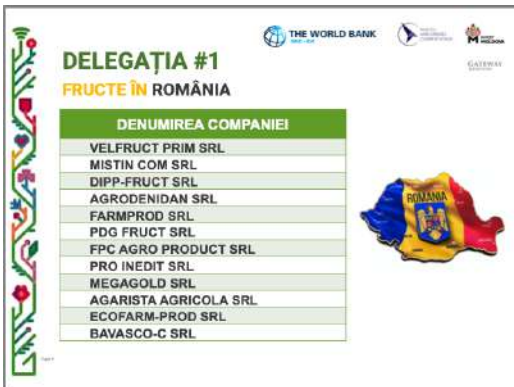 THE WORLD BANK
MOLDOVA
GATEWAY
DELEGAȚIA #1
FRUCTE ÎN ROMÂNIA
DENUMIREA COMPANIEI
VELFRUCT PRIM SRL
MISTIN COM SRL
DIPP-FRUCT SRL
AGRODENIDAN SRL
FARMPROD SRL
PDG FRUCT SRL
FPC AGRO PRODUCT SRL
PRO INEDIT SRL
MEGAGOLD SRL
AGARISTA AGRICOLA SRL
ECOFARM-PROD SRL
BAVASCO-C SRL
ROMANIA